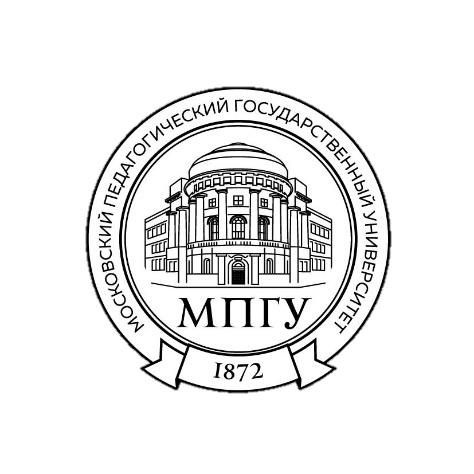 МОСКОВСКИЙ ПЕДАГОГИЧЕСКИЙ ГОСУДАРСТВЕННЫЙ УНИВЕРСИТЕТ
МПГУ
1872